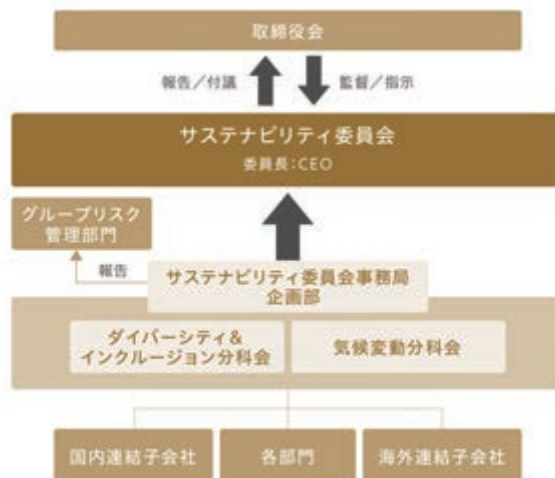 取締役会
報告／付議
監督／指示
サステナビリティ委員会
委員長：CEO
グループリスク
管理部門
報告
サステナビリティ委員会事務局
企画部
ダイバーシティ＆
インクルージョン分科会
気候変動分科会
国内連結子会社
各部門
海外連結子会社